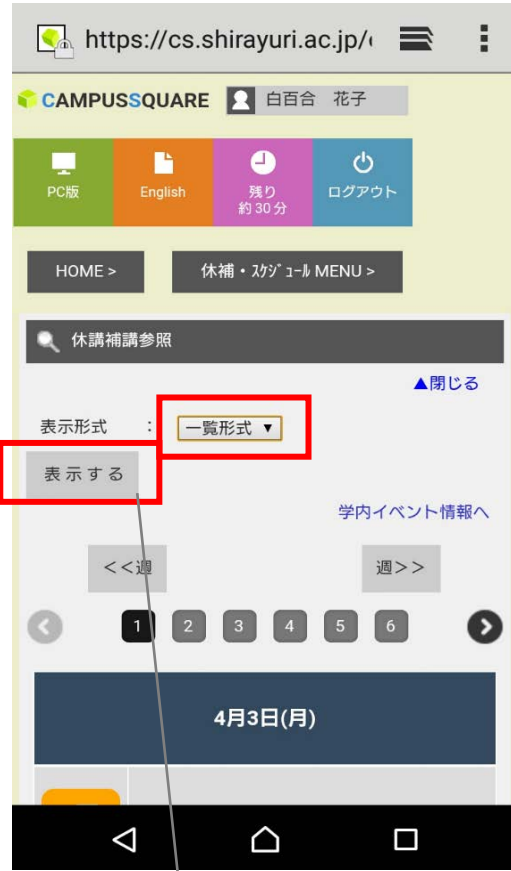 https://cs.shirayuri.ac.jp/
CAMPUSSQUARE 白百合 花子
PC版 English 残り 約30分 ログアウト
HOME > 休補・ｽｹｼﾞｭｰﾙ MENU >
休講補講参照
▲閉じる
表示形式 : 一覧形式 ▼
表示する
学内イベント情報へ
<<週 週>>
1 2 3 4 5 6
4月3日(月)